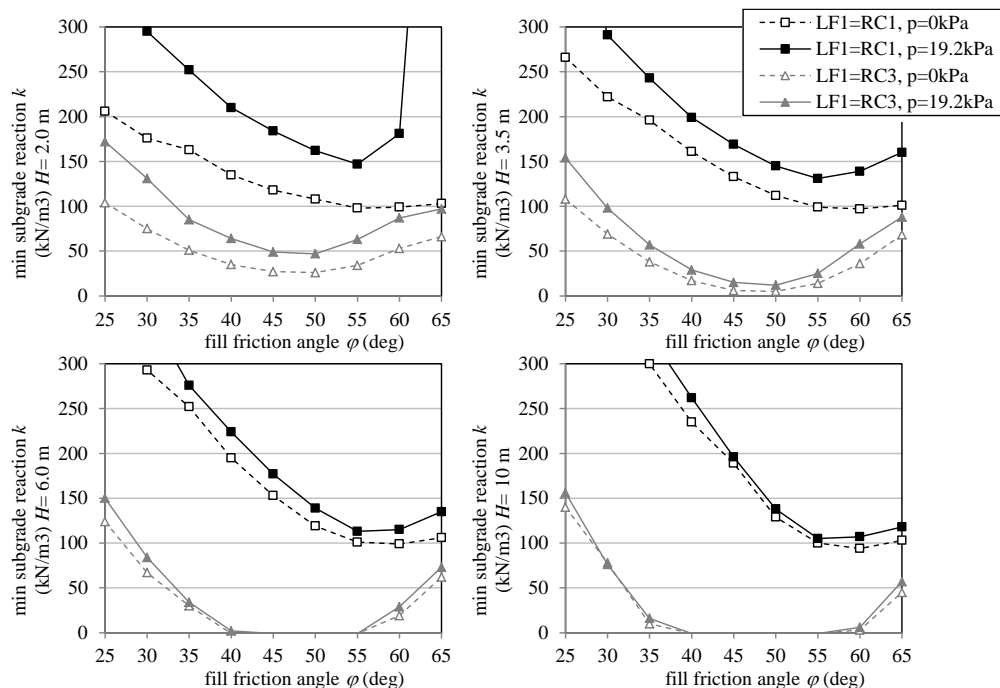 LF1=RC1, p=0kPa
LF1=RC1, p=19.2kPa
LF1=RC3, p=0kPa
LF1=RC3, p=19.2kPa
min subgrade reaction k
(kN/m3) H= 2.0 m
300
250
200
150
100
50
0
25 30 35 40 45 50 55 60 65
fill friction angle φ (deg)
min subgrade reaction k
(kN/m3) H= 3.5 m
300
250
200
150
100
50
0
25 30 35 40 45 50 55 60 65
fill friction angle φ (deg)
min subgrade reaction k
(kN/m3) H= 6.0 m
300
250
200
150
100
50
0
25 30 35 40 45 50 55 60 65
fill friction angle φ (deg)
min subgrade reaction k
(kN/m3) H= 10 m
300
250
200
150
100
50
0
25 30 35 40 45 50 55 60 65
fill friction angle φ (deg)